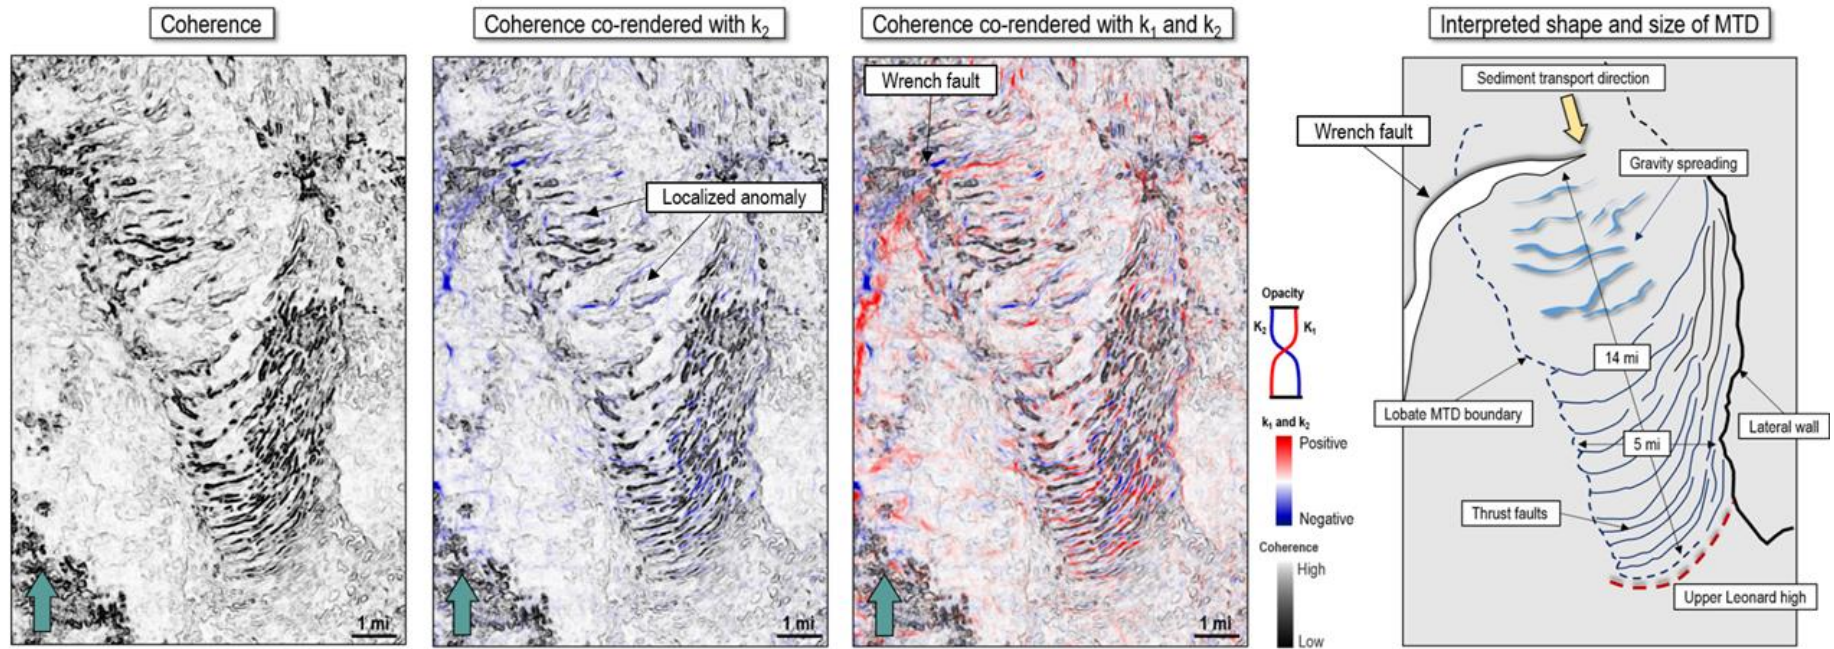 Coherence
Coherence co-rendered with k₂
Coherence co-rendered with k₁ and k₂
Interpreted shape and size of MTD
Wrench fault
Localized anomaly
1 mi
1 mi
1 mi
Opacity
K₂
K₁
k₁ and k₂
Positive
Negative
Coherence
High
Low
Sediment transport direction
Wrench fault
Gravity spreading
14 mi
Lobate MTD boundary
Lateral wall
5 mi
Thrust faults
Upper Leonard high